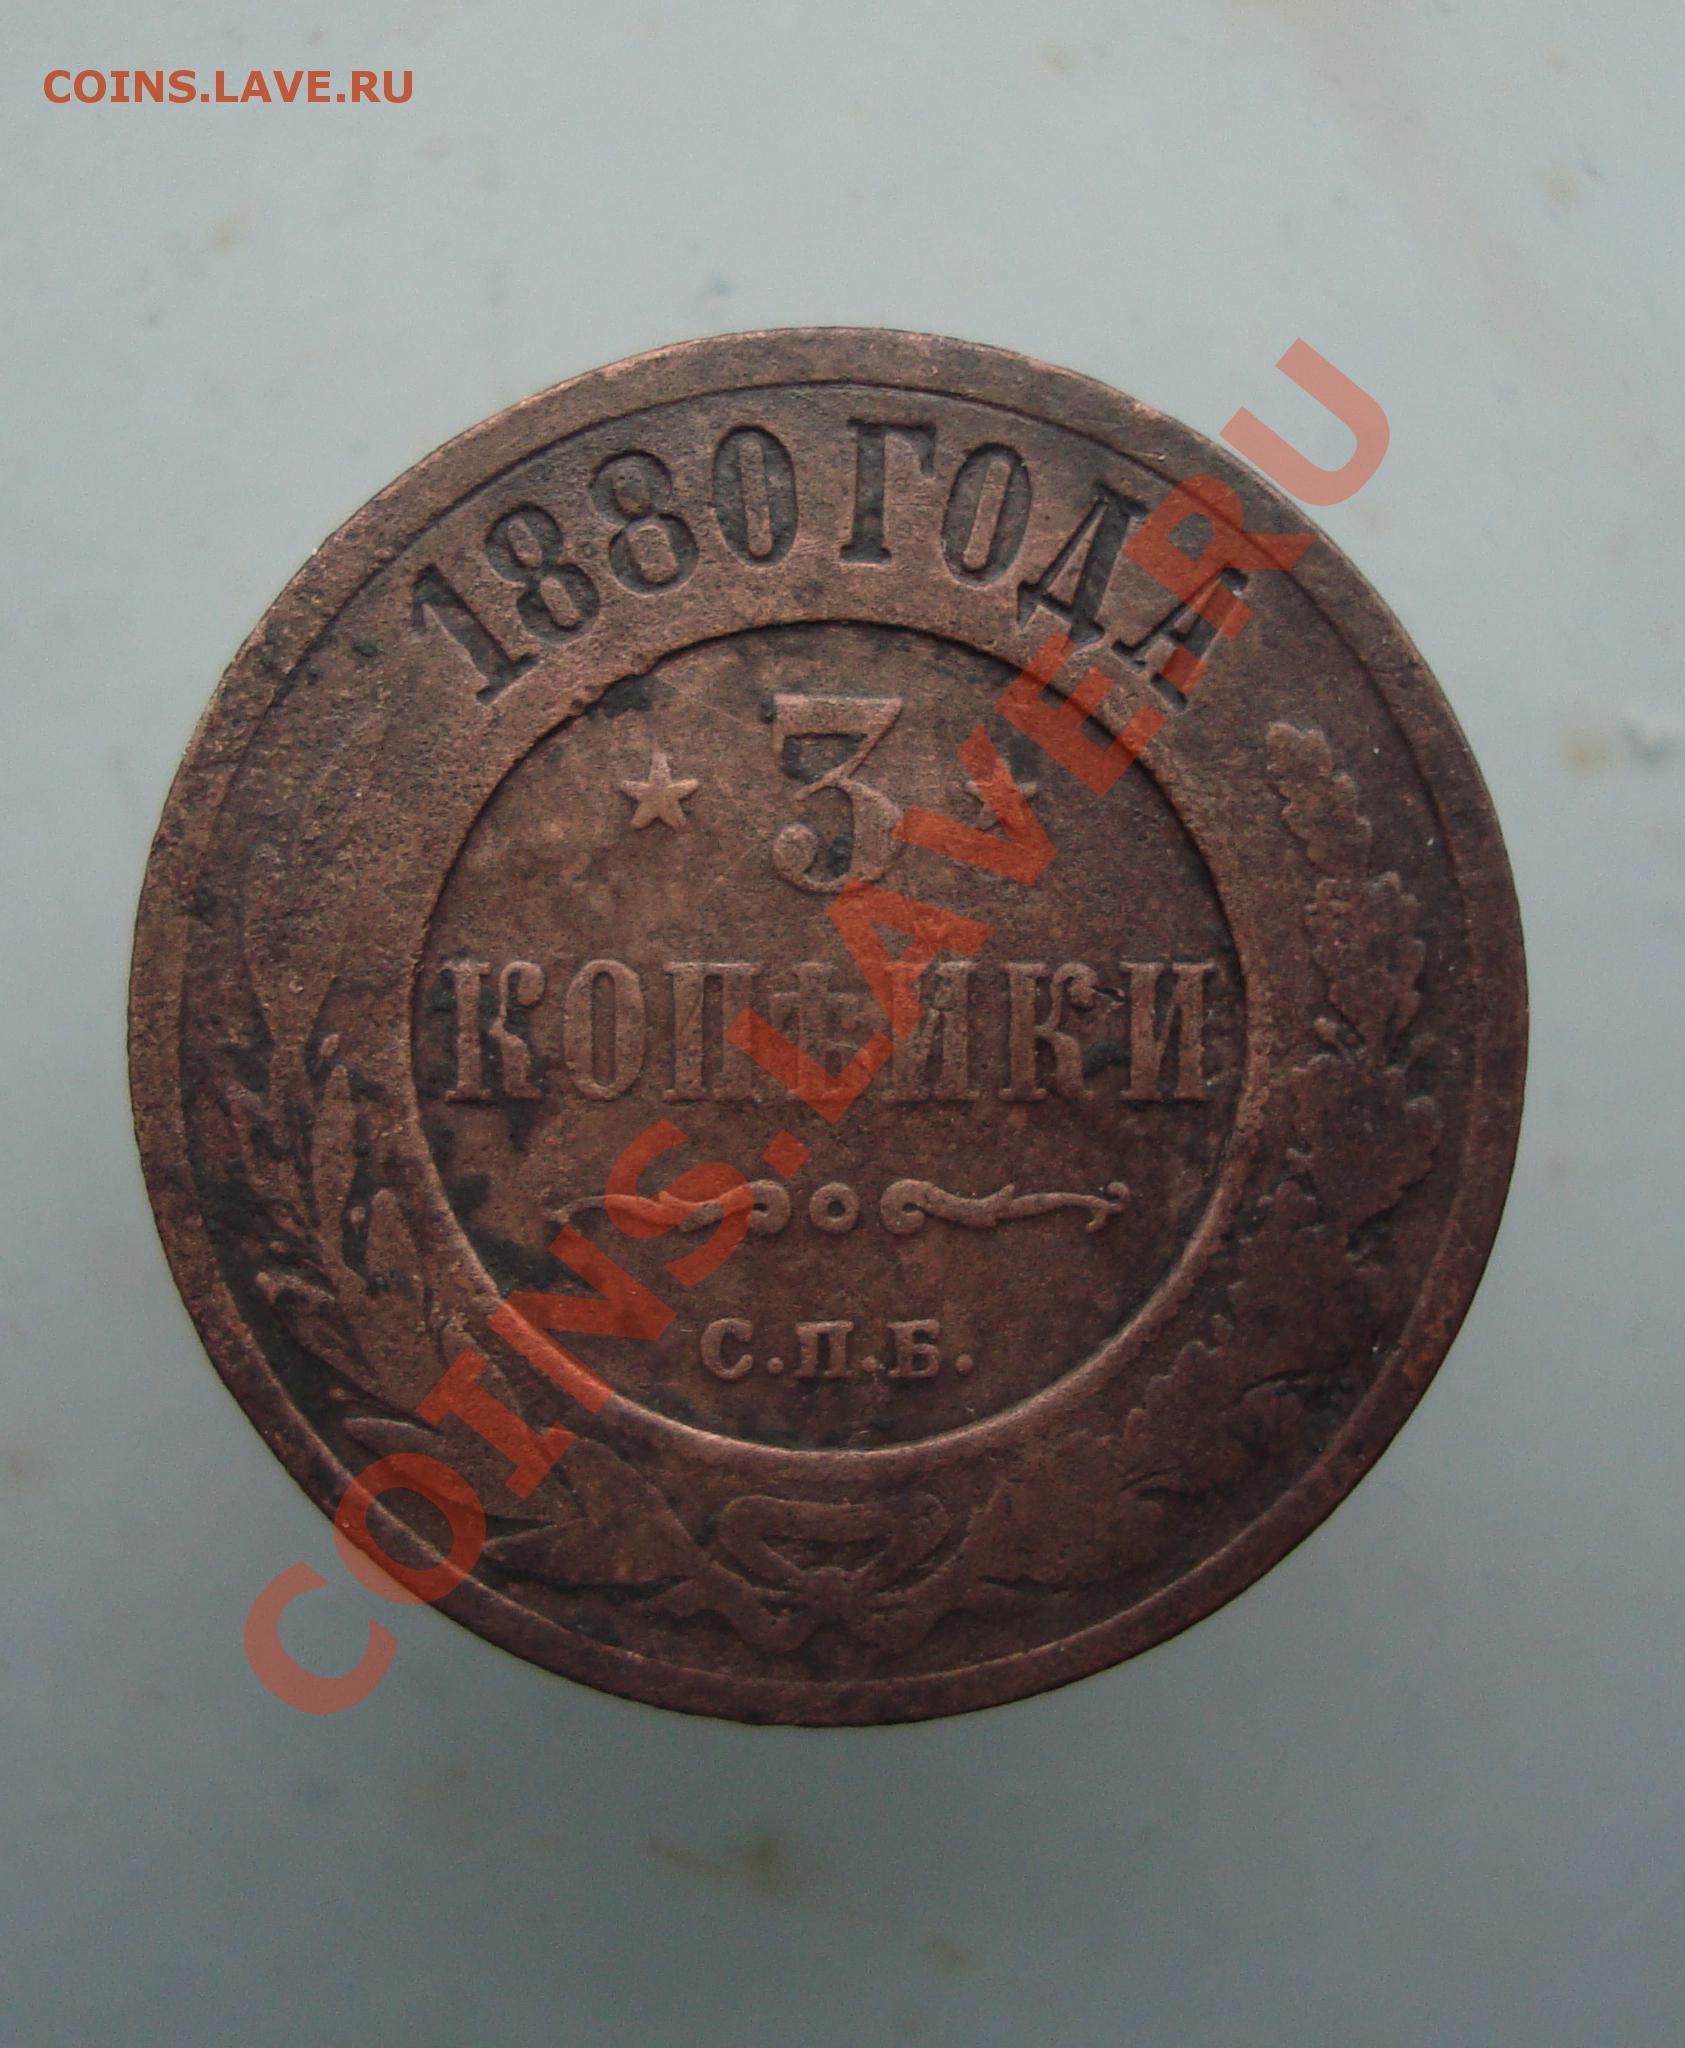 COINS.LAVE.RU
1880 ГОДА
3
КОПѢЙКИ
С.П.Б.
COINS.LAVE.RU